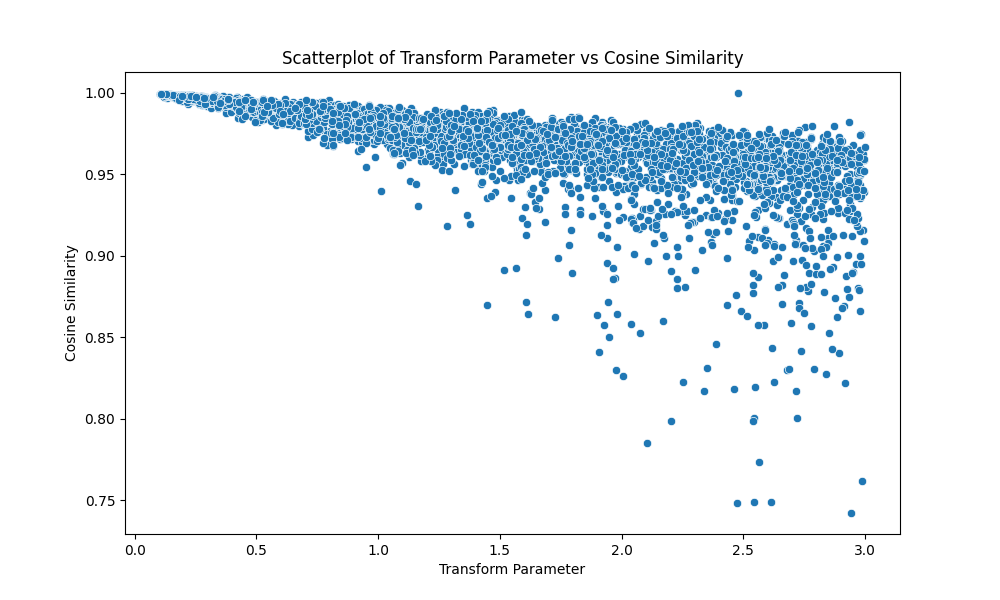 Scatterplot of Transform Parameter vs Cosine Similarity
1.00
0.95
0.90
0.85
0.80
0.75
Cosine Similarity
0.0 0.5 1.0 1.5 2.0 2.5 3.0
Transform Parameter